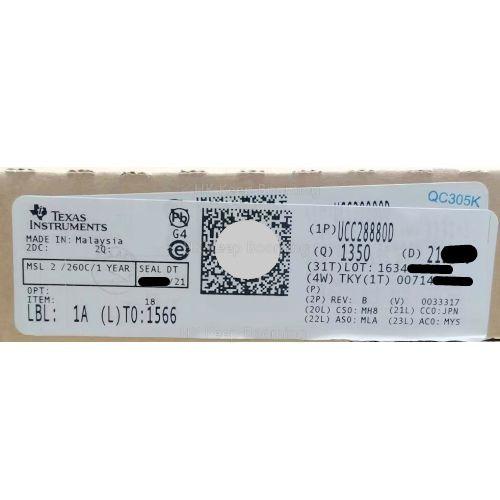 QC305K
UCC28880D
TEXAS
INSTRUMENTS
MADE IN: Malaysia
2DC: 2Q:
MSL 2 /260C/1 YEAR
SEAL DT
/21
OPT:
ITEM: 18
LBL: 1A (L)T0:1566
Pb
G4
e
(1P) UCC28880D
(Q) 1350 (D) 21
(31T) LOT: 1634
(4W) TKY(1T) 00714
(P)
(2P) REV: B (V) 0033317
(20L) CSO: MH8 (21L) CCO: JPN
(22L) ASO: MLA (23L) ACO: MYS